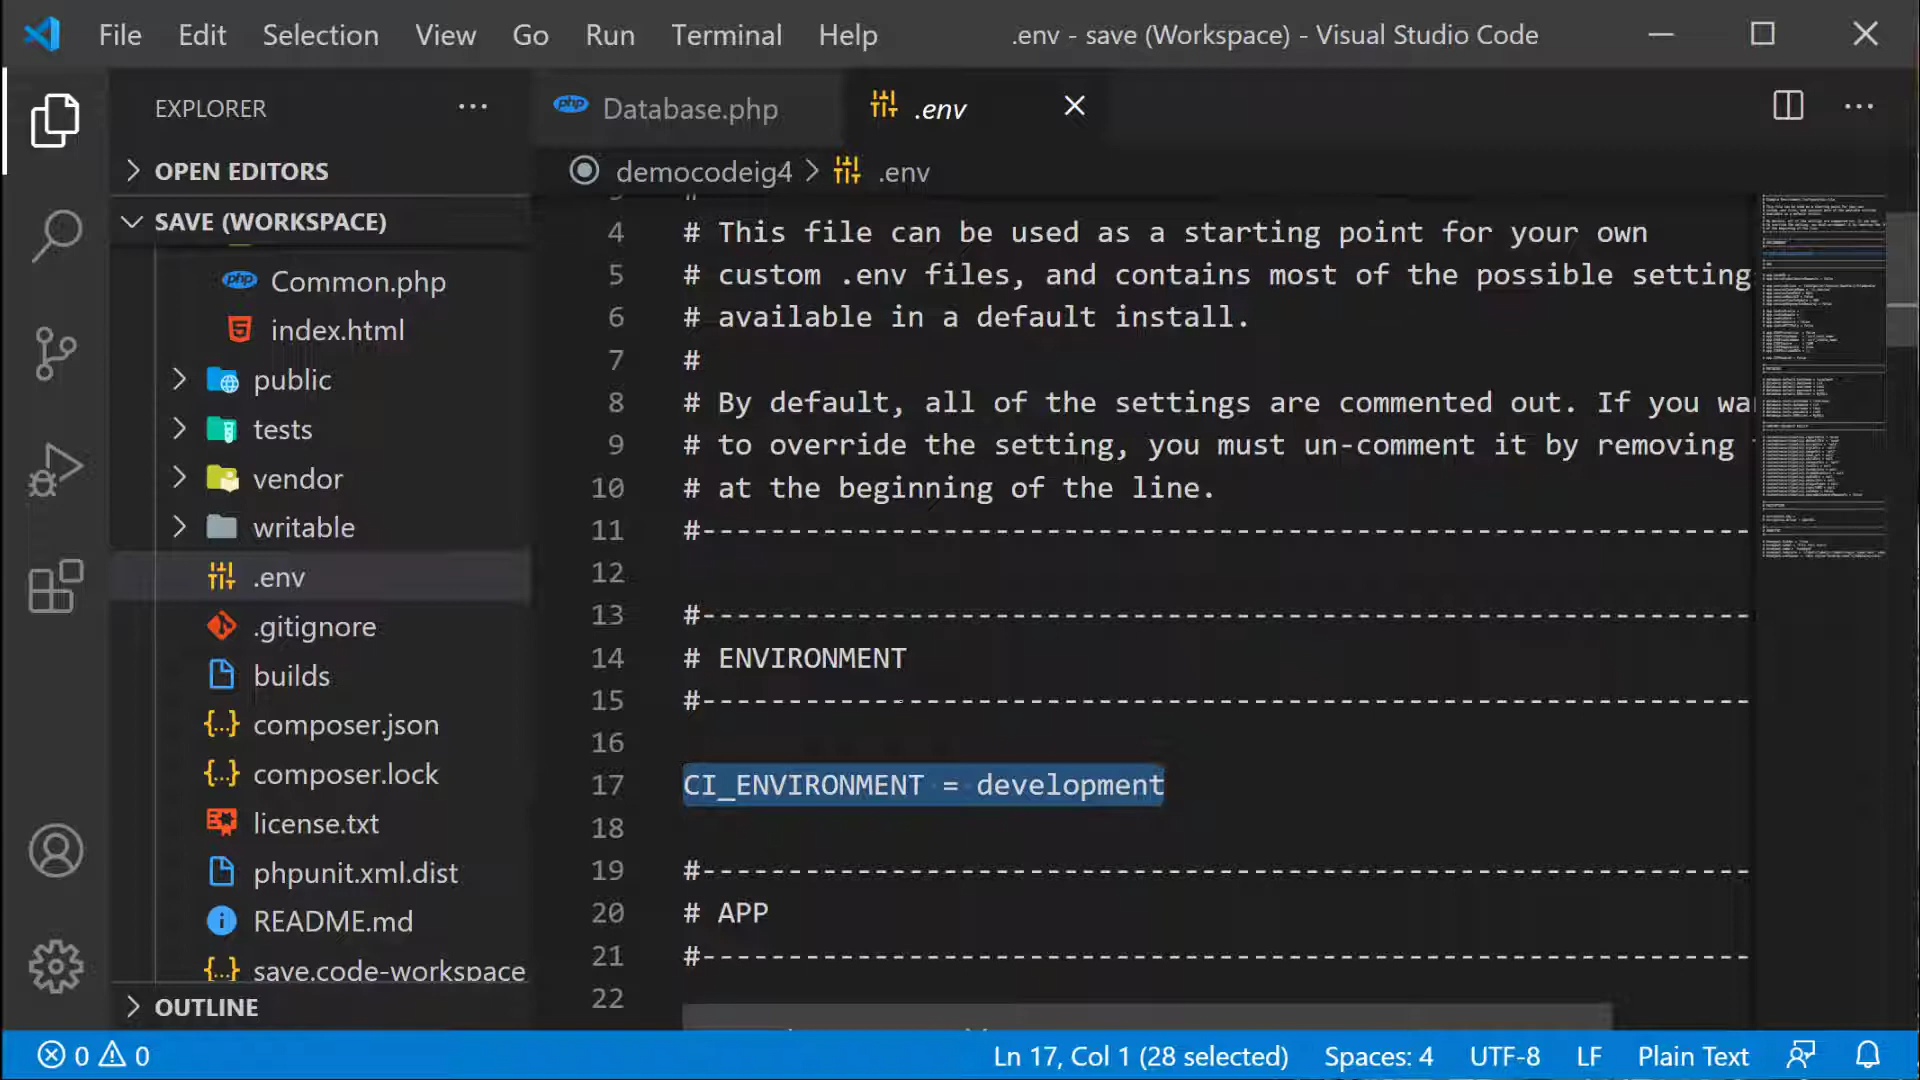 File Edit Selection View Go Run Terminal Help .env - save (Workspace) - Visual Studio Code
EXPLORER
OPEN EDITORS
SAVE (WORKSPACE)
php Common.php
index.html
public
tests
vendor
writable
.env
.gitignore
builds
composer.json
composer.lock
license.txt
phpunit.xml.dist
README.md
save.code-workspace
OUTLINE
php Database.php .env
democodeig4 > .env
4 # This file can be used as a starting point for your own
5 # custom .env files, and contains most of the possible setting
6 # available in a default install.
7 #
8 # By default, all of the settings are commented out. If you wa
9 # to override the setting, you must un-comment it by removing
10 # at the beginning of the line.
11 #--------------------------------------------------------------
12
13 #--------------------------------------------------------------
14 # ENVIRONMENT
15 #--------------------------------------------------------------
16
17 CI_ENVIRONMENT = development
18
19 #--------------------------------------------------------------
20 # APP
21 #--------------------------------------------------------------
22
0 0 Ln 17, Col 1 (28 selected) Spaces: 4 UTF-8 LF Plain Text